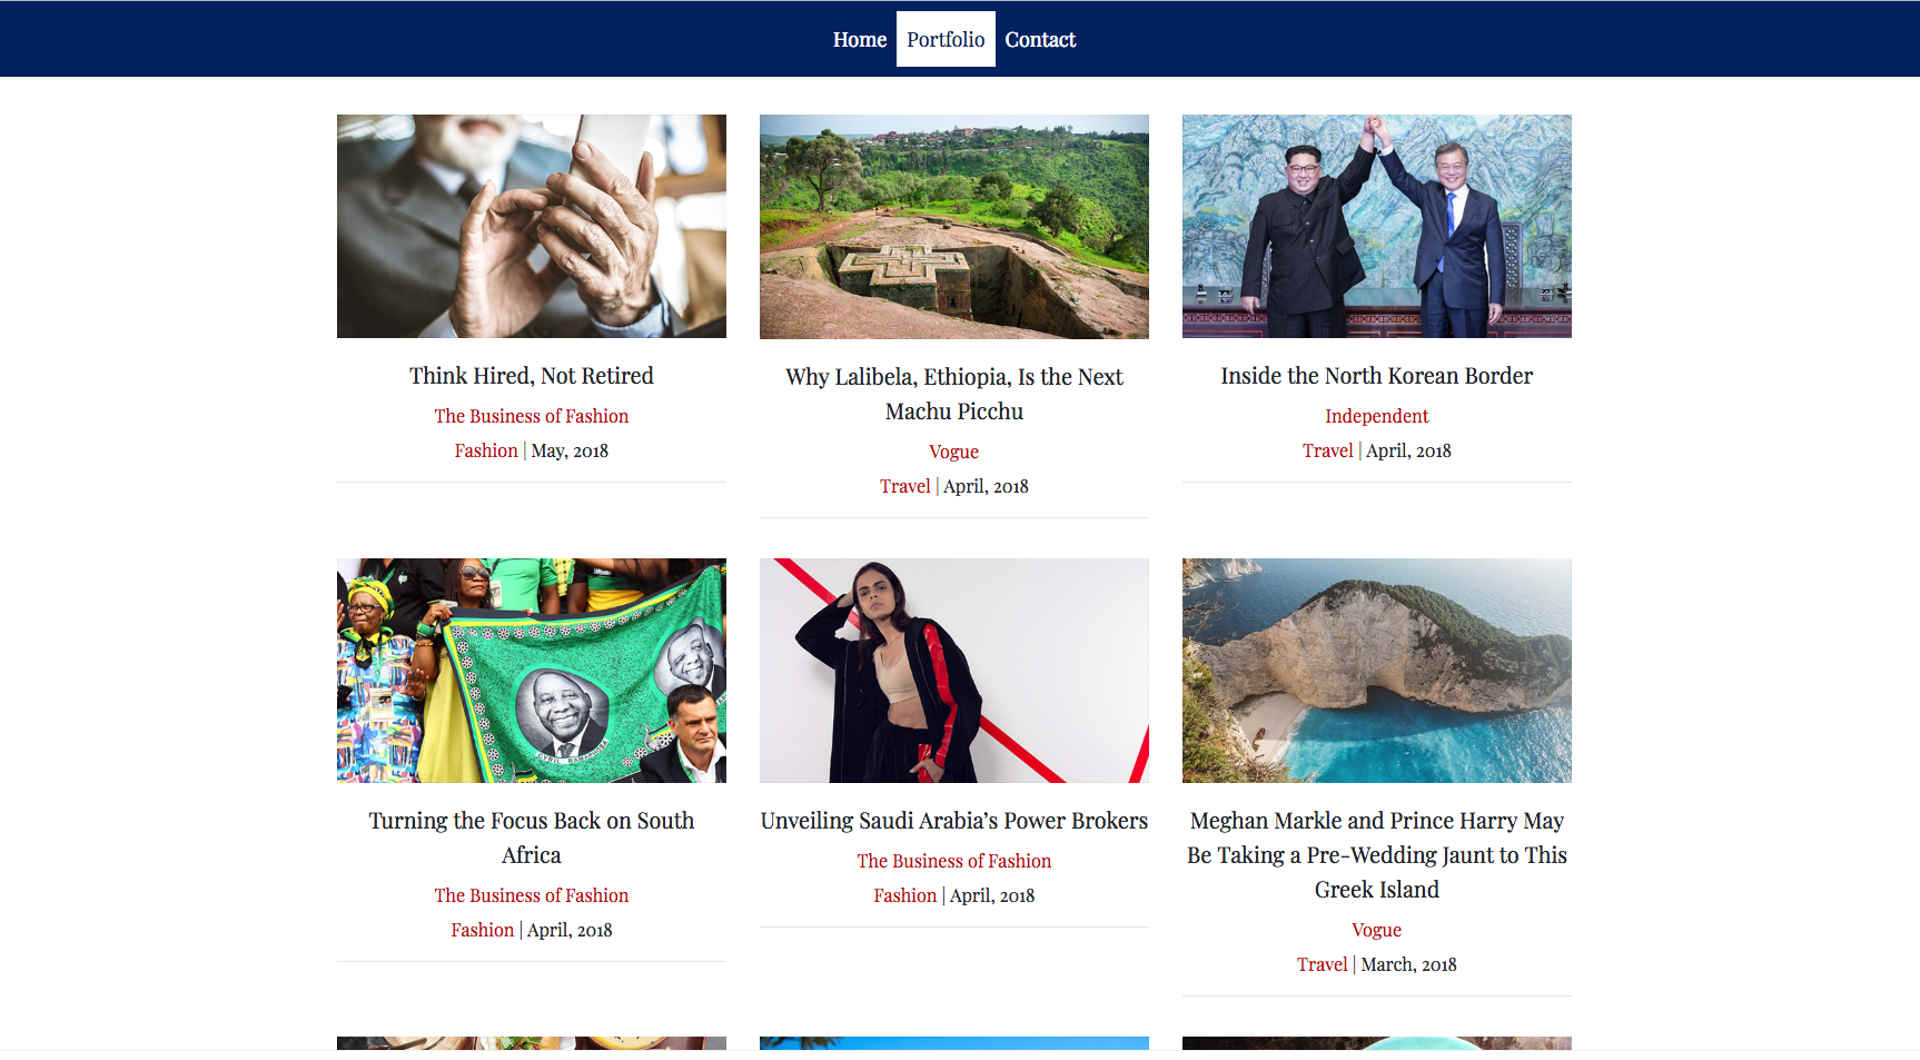 Home Portfolio Contact
Think Hired, Not Retired
The Business of Fashion
Fashion | May, 2018
Why Lalibela, Ethiopia, Is the Next
Machu Picchu
Vogue
Travel | April, 2018
Inside the North Korean Border
Independent
Travel | April, 2018
CYRIL RAMAPHOSA
Turning the Focus Back on South
Africa
The Business of Fashion
Fashion | April, 2018
Unveiling Saudi Arabia’s Power Brokers
The Business of Fashion
Fashion | April, 2018
Meghan Markle and Prince Harry May
Be Taking a Pre-Wedding Jaunt to This
Greek Island
Vogue
Travel | March, 2018